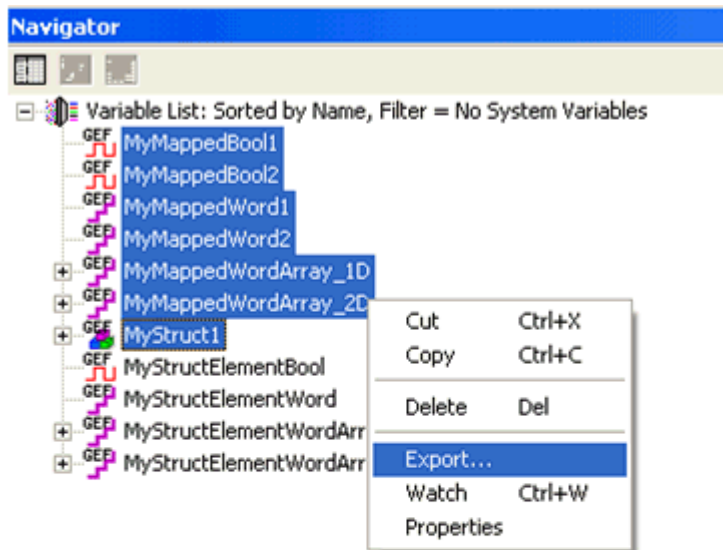 Navigator
Variable List: Sorted by Name, Filter = No System Variables
GEF MyMappedBool1
GEF MyMappedBool2
GEF MyMappedWord1
GEF MyMappedWord2
GEF MyMappedWordArray_1D
GEF MyMappedWordArray_2D
GEF MyStruct1
GEF MyStructElementBool
GEF MyStructElementWord
GEF MyStructElementWordArr
GEF MyStructElementWordArr
Cut Ctrl+X
Copy Ctrl+C
Delete Del
Export...
Watch Ctrl+W
Properties